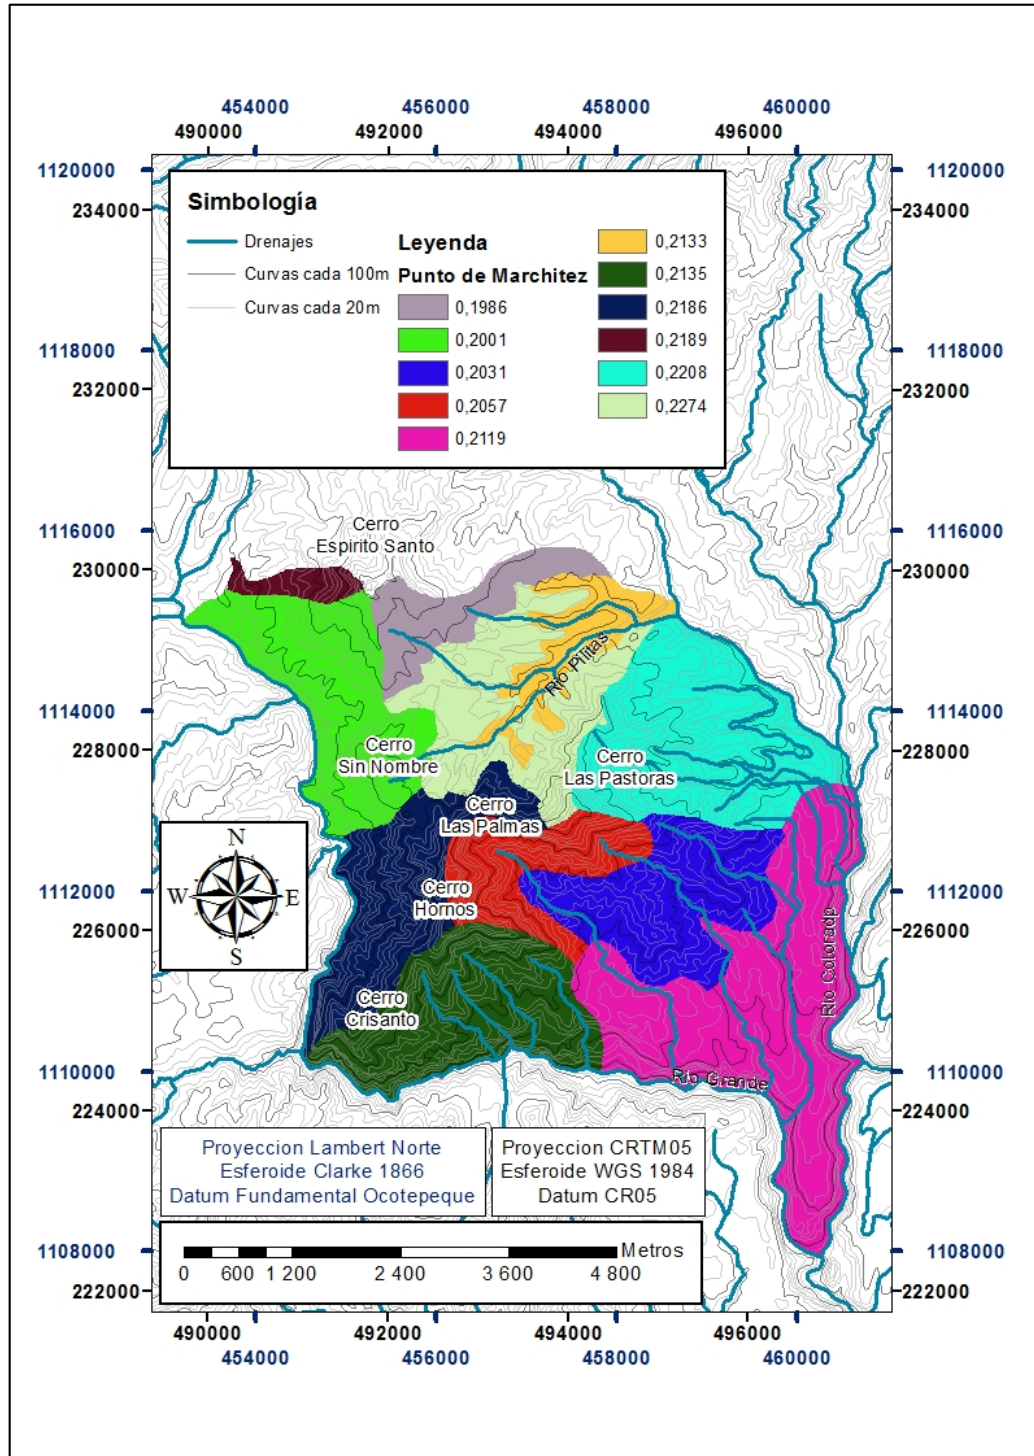 454000 456000 458000 460000
490000 492000 494000 496000
1120000 1120000
234000 234000
1118000 1118000
232000 232000
1116000 1116000
230000 230000
1114000 1114000
228000 228000
1112000 1112000
226000 226000
1110000 1110000
224000 224000
1108000 1108000
222000 222000
Simbología
Drenajes
Curvas cada 100m
Curvas cada 20m
Leyenda
Punto de Marchitez
0,1986
0,2001
0,2031
0,2057
0,2119
0,2133
0,2135
0,2186
0,2189
0,2208
0,2274
Cerro
Espirito Santo
Río Pilitas
Cerro
Sin Nombre
Cerro
Las Pastoras
Cerro
Las Palmas
Cerro
Hornos
Cerro
Crisanto
Río Coloradp
Río Grande
N
W E
S
Proyeccion Lambert Norte
Esferoide Clarke 1866
Datum Fundamental Ocotepeque
Proyeccion CRTM05
Esferoide WGS 1984
Datum CR05
Metros
0 600 1 200 2 400 3 600 4 800
490000 492000 494000 496000
454000 456000 458000 460000